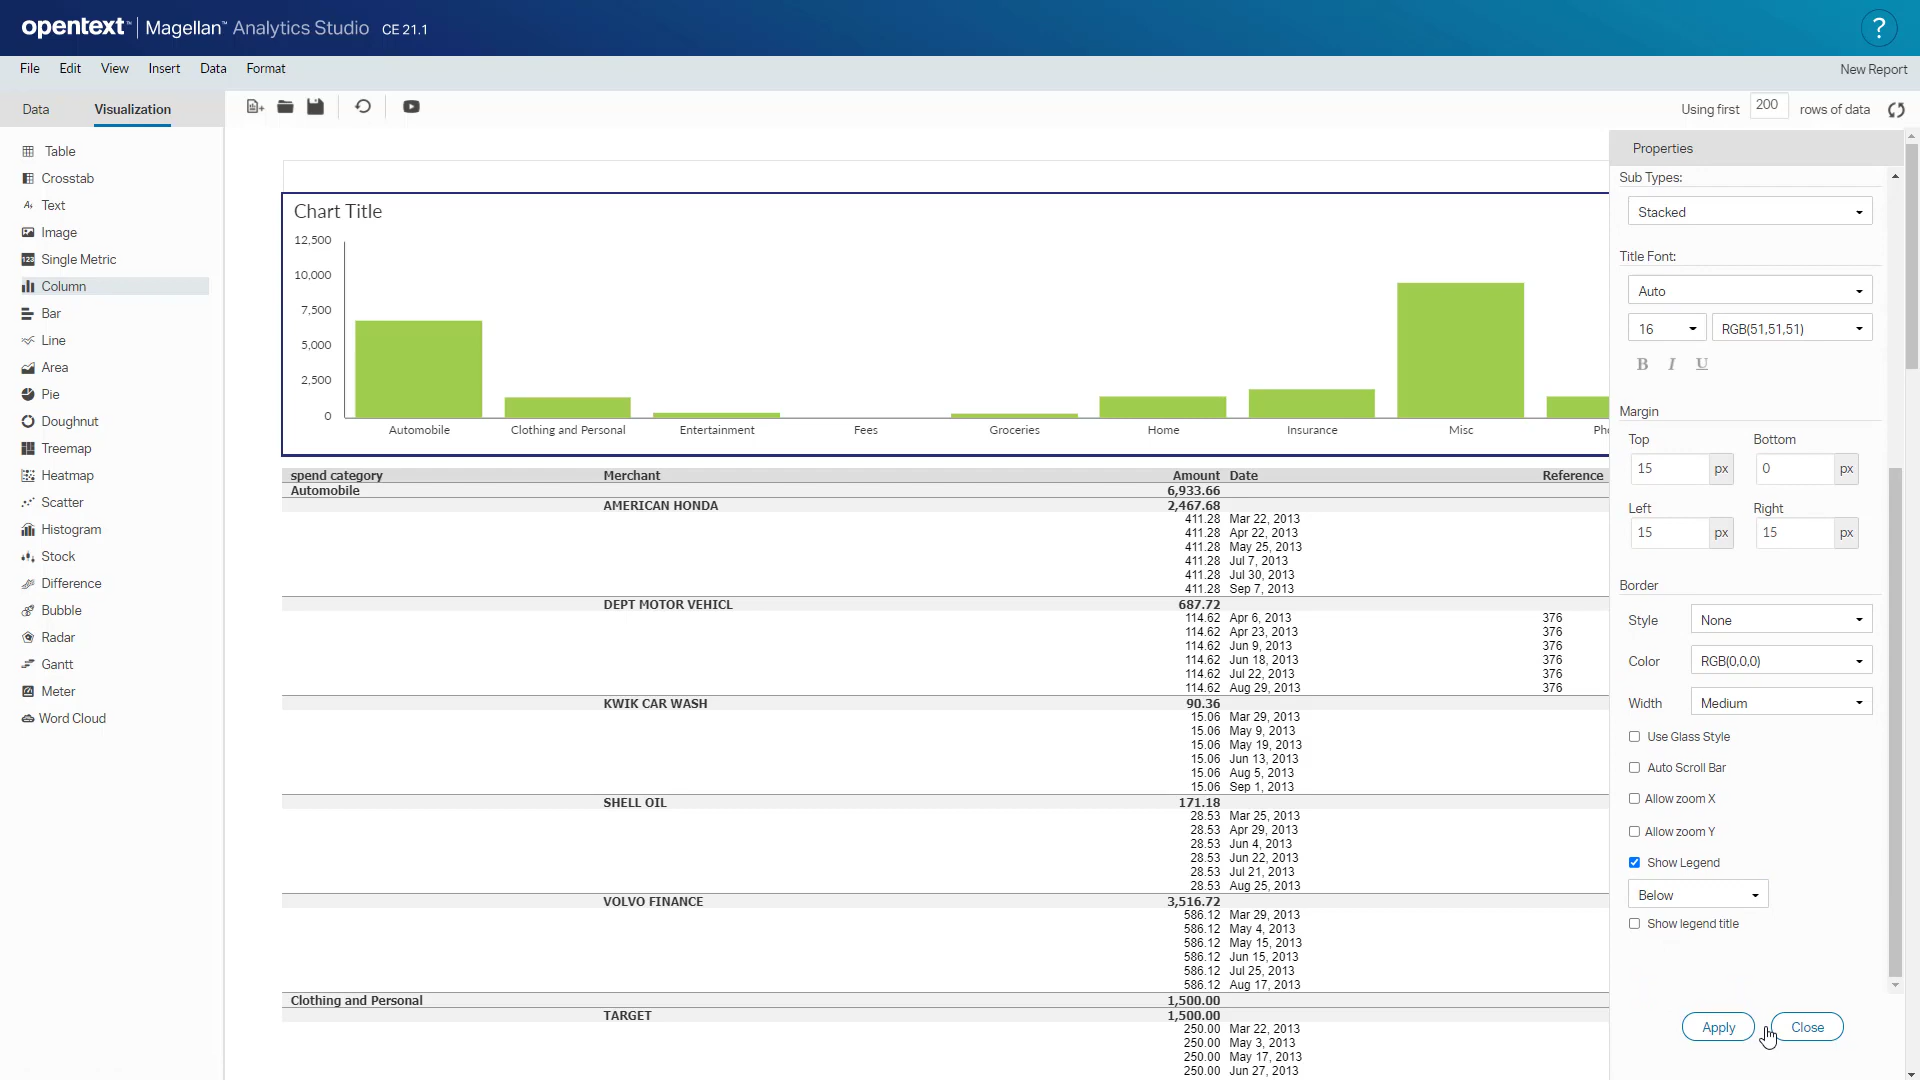 opentext™ | Magellan™ Analytics Studio CE 21.1
?
File Edit View Insert Data Format
New Report
Data Visualization
Using first 200 rows of data
Table
Crosstab
Text
Image
Single Metric
Column
Bar
Line
Area
Pie
Doughnut
Treemap
Heatmap
Scatter
Histogram
Stock
Difference
Bubble
Radar
Gantt
Meter
Word Cloud
Chart Title
12,500
10,000
7,500
5,000
2,500
0
Automobile Clothing and Personal Entertainment Fees Groceries Home Insurance Misc
spend category Merchant Amount Date Reference
Automobile 6,933.66
AMERICAN HONDA 2,467.68
411.28 Mar 22, 2013
411.28 Apr 22, 2013
411.28 May 25, 2013
411.28 Jul 7, 2013
411.28 Jul 30, 2013
411.28 Sep 7, 2013
DEPT MOTOR VEHICL 687.72
114.62 Apr 6, 2013 376
114.62 Apr 23, 2013 376
114.62 Jun 9, 2013 376
114.62 Jun 18, 2013 376
114.62 Jul 22, 2013 376
114.62 Aug 29, 2013 376
KWIK CAR WASH 90.36
15.06 Mar 29, 2013
15.06 May 9, 2013
15.06 May 19, 2013
15.06 Jun 13, 2013
15.06 Aug 5, 2013
15.06 Sep 1, 2013
SHELL OIL 171.18
28.53 Mar 25, 2013
28.53 Apr 29, 2013
28.53 Jun 4, 2013
28.53 Jun 22, 2013
28.53 Jul 21, 2013
28.53 Aug 25, 2013
VOLVO FINANCE 3,516.72
586.12 Mar 29, 2013
586.12 May 4, 2013
586.12 May 15, 2013
586.12 Jun 15, 2013
586.12 Jul 25, 2013
586.12 Aug 17, 2013
Clothing and Personal 1,500.00
TARGET 1,500.00
250.00 Mar 22, 2013
250.00 May 3, 2013
250.00 May 17, 2013
250.00 Jun 27, 2013
Properties
Sub Types:
Stacked
Title Font:
Auto
16 RGB(51,51,51)
B I U
Margin
Top Bottom
15 px 0 px
Left Right
15 px 15 px
Border
Style None
Color RGB(0,0,0)
Width Medium
Use Glass Style
Auto Scroll Bar
Allow zoom X
Allow zoom Y
Show Legend
Below
Show legend title
Apply Close